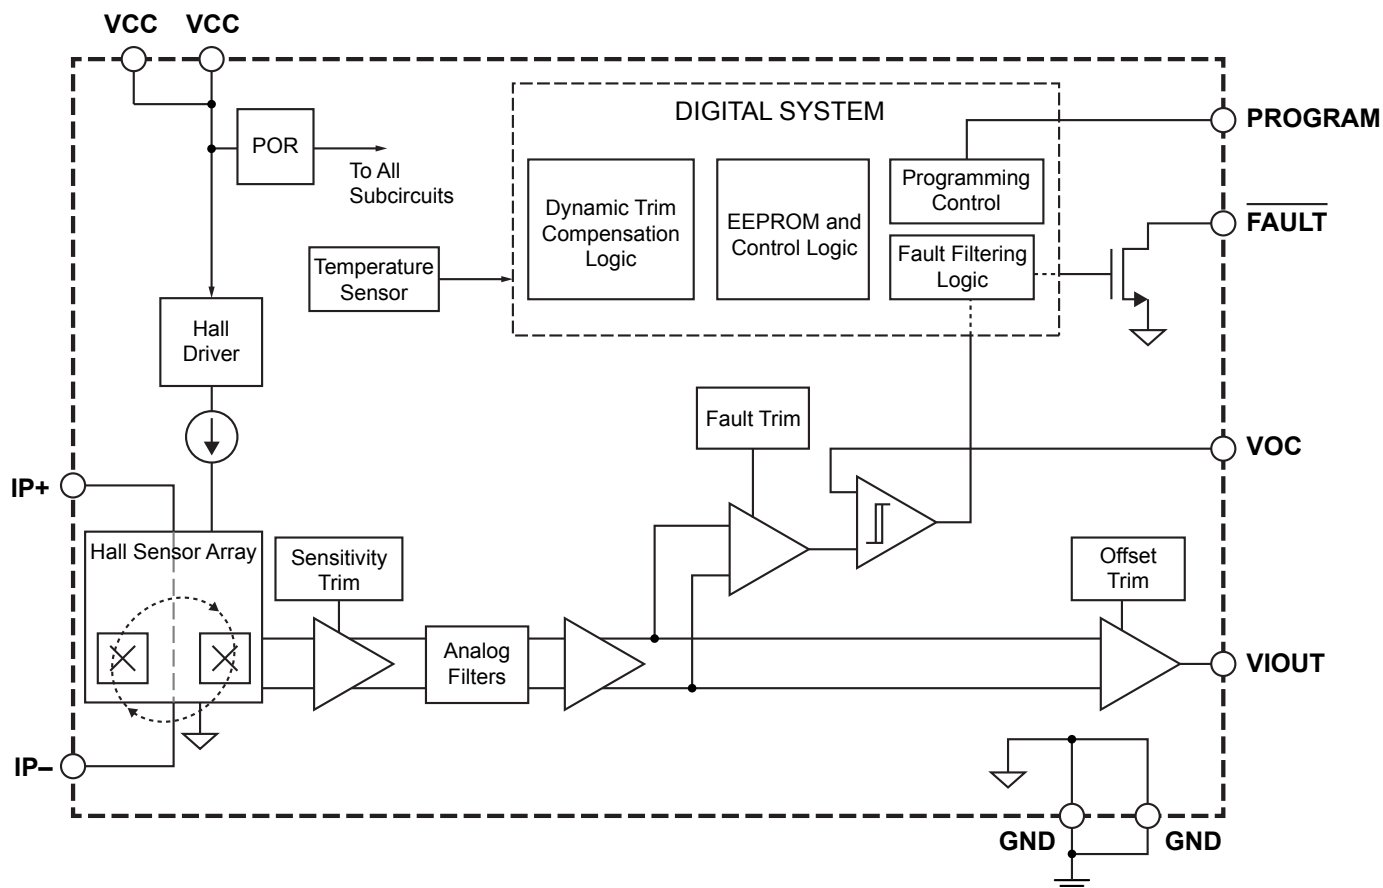 VCC
VCC
DIGITAL SYSTEM
PROGRAM
POR
To All
Subcircuits
Dynamic Trim
Compensation
Logic
EEPROM and
Control Logic
Programming
Control
FAULT
Fault Filtering
Logic
Temperature
Sensor
Hall
Driver
Fault Trim
VOC
IP+
Hall Sensor Array
Sensitivity
Trim
Offset
Trim
Analog
Filters
VIOUT
IP–
GND
GND